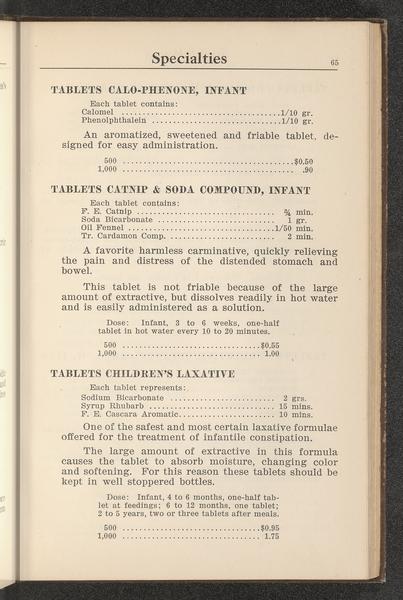 Specialties 65
TABLETS CALO-PHENONE, INFANT
Each tablet contains:
Calomel ......................................1/10 gr.
Phenolphthalein ..............................1/10 gr.
An aromatized, sweetened and friable tablet, de-
signed for easy administration.
500 ........................................$0.50
1,000 ........................................ .90
TABLETS CATNIP & SODA COMPOUND, INFANT
Each tablet contains:
F. E. Catnip ................................ ¾ min.
Soda Bicarbonate ........................... 1 gr.
Oil Fennel ..................................1/50 min.
Tr. Cardamon Comp. ......................... 2 min.
A favorite harmless carminative, quickly relieving
the pain and distress of the distended stomach and
bowel.
This tablet is not friable because of the large
amount of extractive, but dissolves readily in hot water
and is easily administered as a solution.
Dose: Infant, 3 to 6 weeks, one-half
tablet in hot water every 10 to 20 minutes.
500 ................................$0.55
1,000 ................................ 1.00
TABLETS CHILDREN'S LAXATIVE
Each tablet represents:
Sodium Bicarbonate ........................ 2 grs.
Syrup Rhubarb ............................. 15 mins.
F. E. Cascara Aromatic...................... 10 mins.
One of the safest and most certain laxative formulae
offered for the treatment of infantile constipation.
The large amount of extractive in this formula
causes the tablet to absorb moisture, changing color
and softening. For this reason these tablets should be
kept in well stoppered bottles.
Dose: Infant, 4 to 6 months, one-half tab-
let at feedings; 6 to 12 months, one tablet;
2 to 5 years, two or three tablets after meals.
500 ................................$0.95
1,000 ................................ 1.75